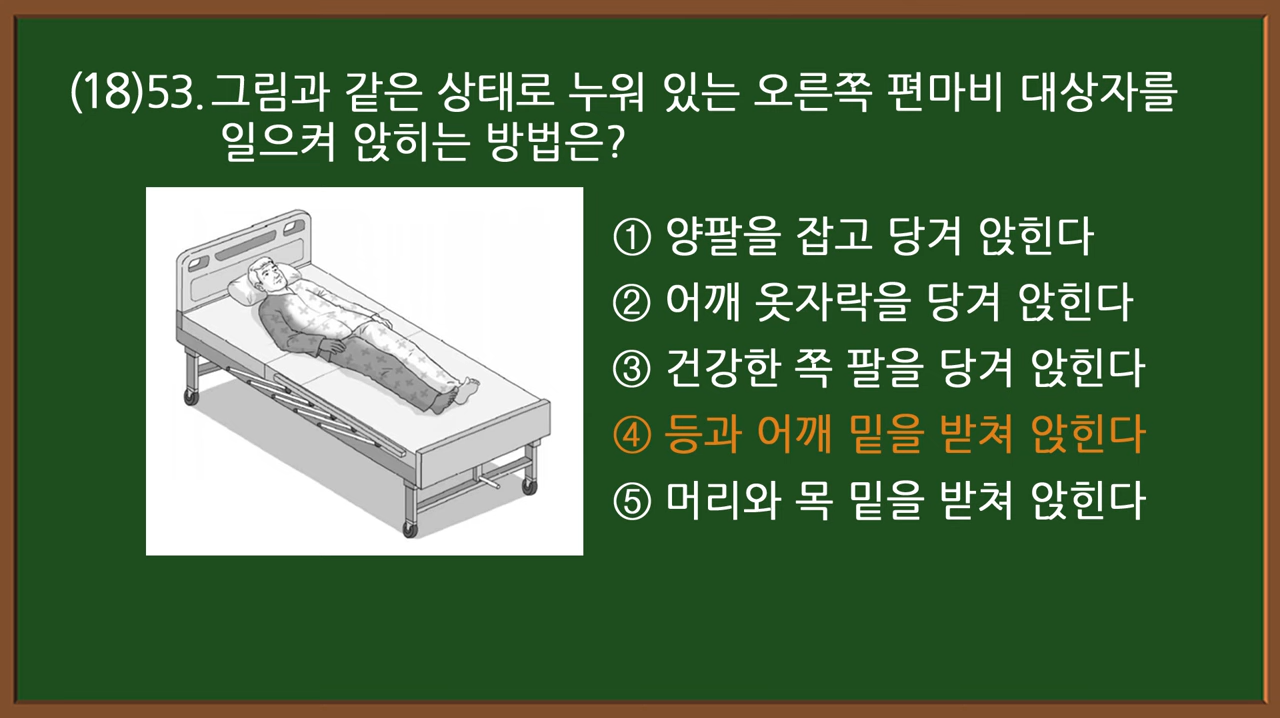 (18)53. 그림과 같은 상태로 누워 있는 오른쪽 편마비 대상자를
일으켜 앉히는 방법은?
① 양팔을 잡고 당겨 앉힌다
② 어깨 옷자락을 당겨 앉힌다
③ 건강한 쪽 팔을 당겨 앉힌다
④ 등과 어깨 밑을 받쳐 앉힌다
⑤ 머리와 목 밑을 받쳐 앉힌다